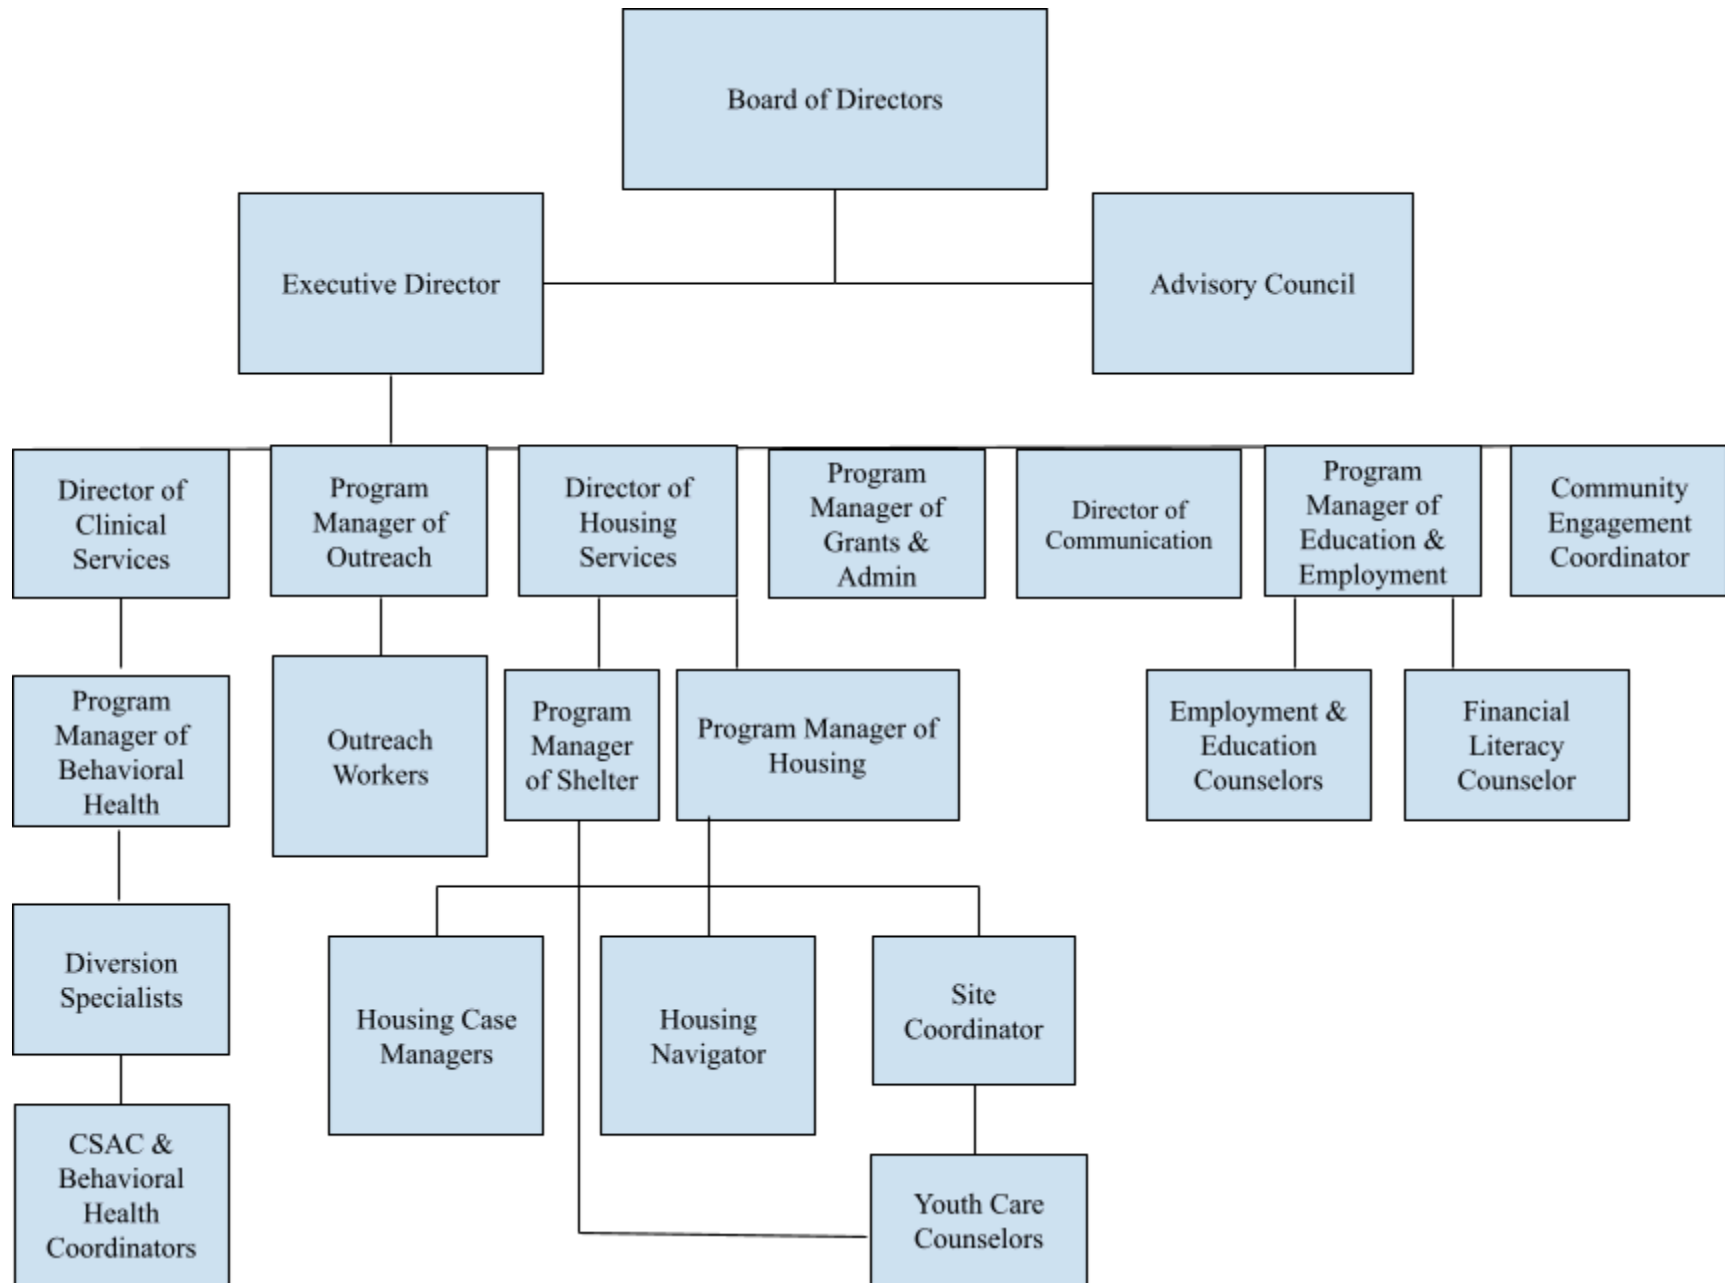 Board of Directors
Executive Director
Advisory Council
Director of
Clinical
Services
Program
Manager of
Outreach
Director of
Housing
Services
Program
Manager of
Grants &
Admin
Director of
Communication
Program
Manager of
Education &
Employment
Community
Engagement
Coordinator
Program
Manager of
Behavioral
Health
Outreach
Workers
Program
Manager
of Shelter
Program Manager of
Housing
Employment &
Education
Counselors
Financial
Literacy
Counselor
Diversion
Specialists
Housing Case
Managers
Housing
Navigator
Site
Coordinator
CSAC &
Behavioral
Health
Coordinators
Youth Care
Counselors